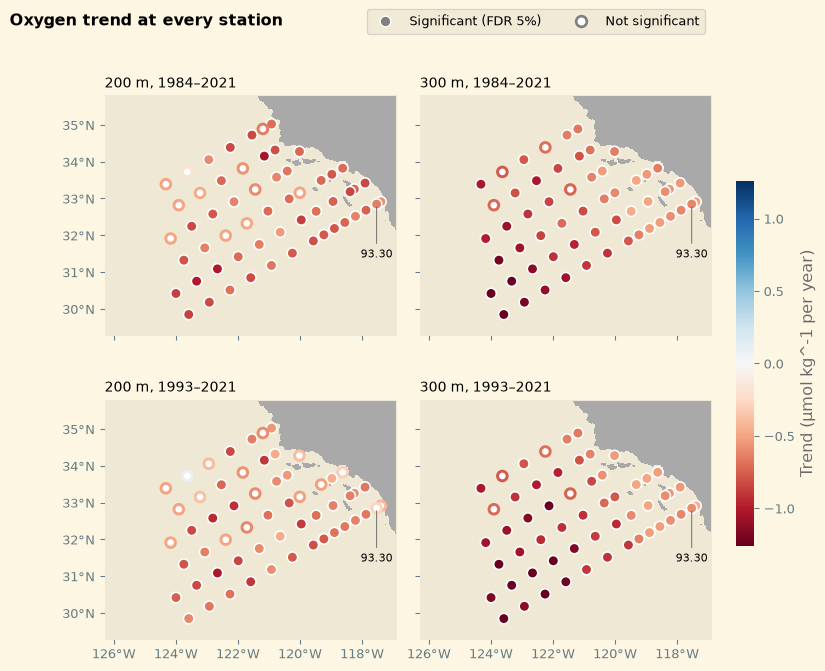 Oxygen trend at every station
Significant (FDR 5%)
Not significant
200 m, 1984–2021
300 m, 1984–2021
35°N
34°N
33°N
32°N
31°N
30°N
93.30
93.30
200 m, 1993–2021
300 m, 1993–2021
35°N
34°N
33°N
32°N
31°N
30°N
93.30
93.30
126°W
124°W
122°W
120°W
118°W
126°W
124°W
122°W
120°W
118°W
1.0
0.5
0.0
−0.5
−1.0
Trend (µmol kg^-1 per year)